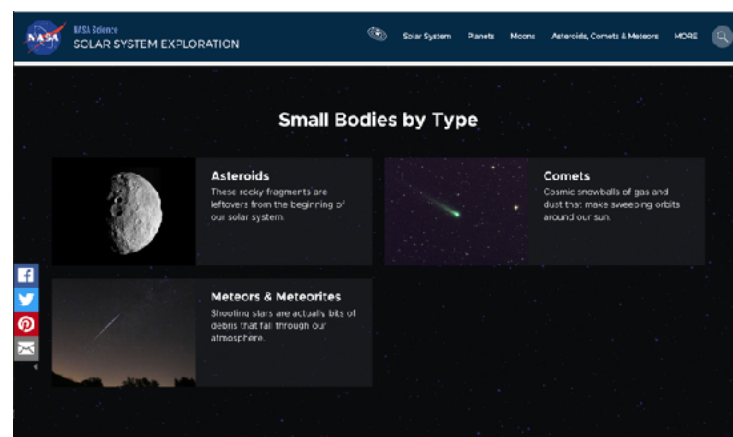 NASA
NASA Science
SOLAR SYSTEM EXPLORATION
Solar System
Planets
Moons
Asteroids, Comets & Meteors
MORE
Small Bodies by Type
Asteroids
These rocky fragments are
leftovers from the beginning of
our solar system.
Comets
Cosmic snowballs of gas and
dust that make sweeping orbits
around our sun.
Meteors & Meteorites
Shooting stars are actually bits of
debris that fall through our
atmosphere.